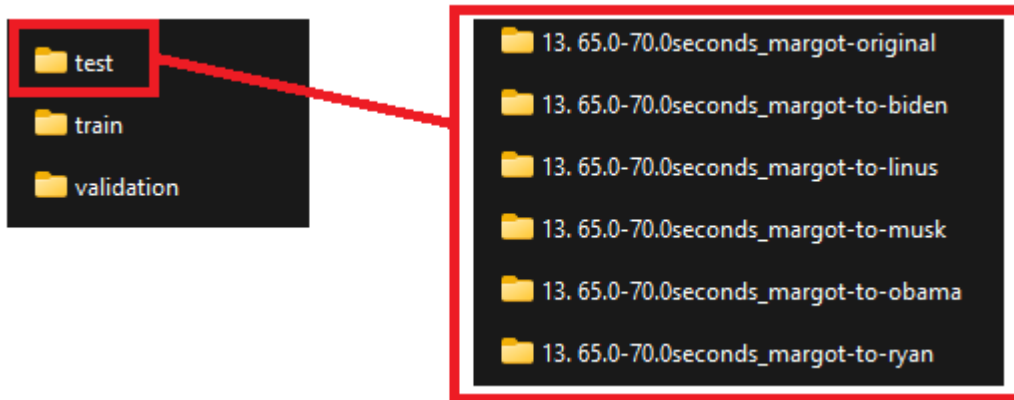 test
train
validation
13. 65.0-70.0seconds_margot-original
13. 65.0-70.0seconds_margot-to-biden
13. 65.0-70.0seconds_margot-to-linus
13. 65.0-70.0seconds_margot-to-musk
13. 65.0-70.0seconds_margot-to-obama
13. 65.0-70.0seconds_margot-to-ryan